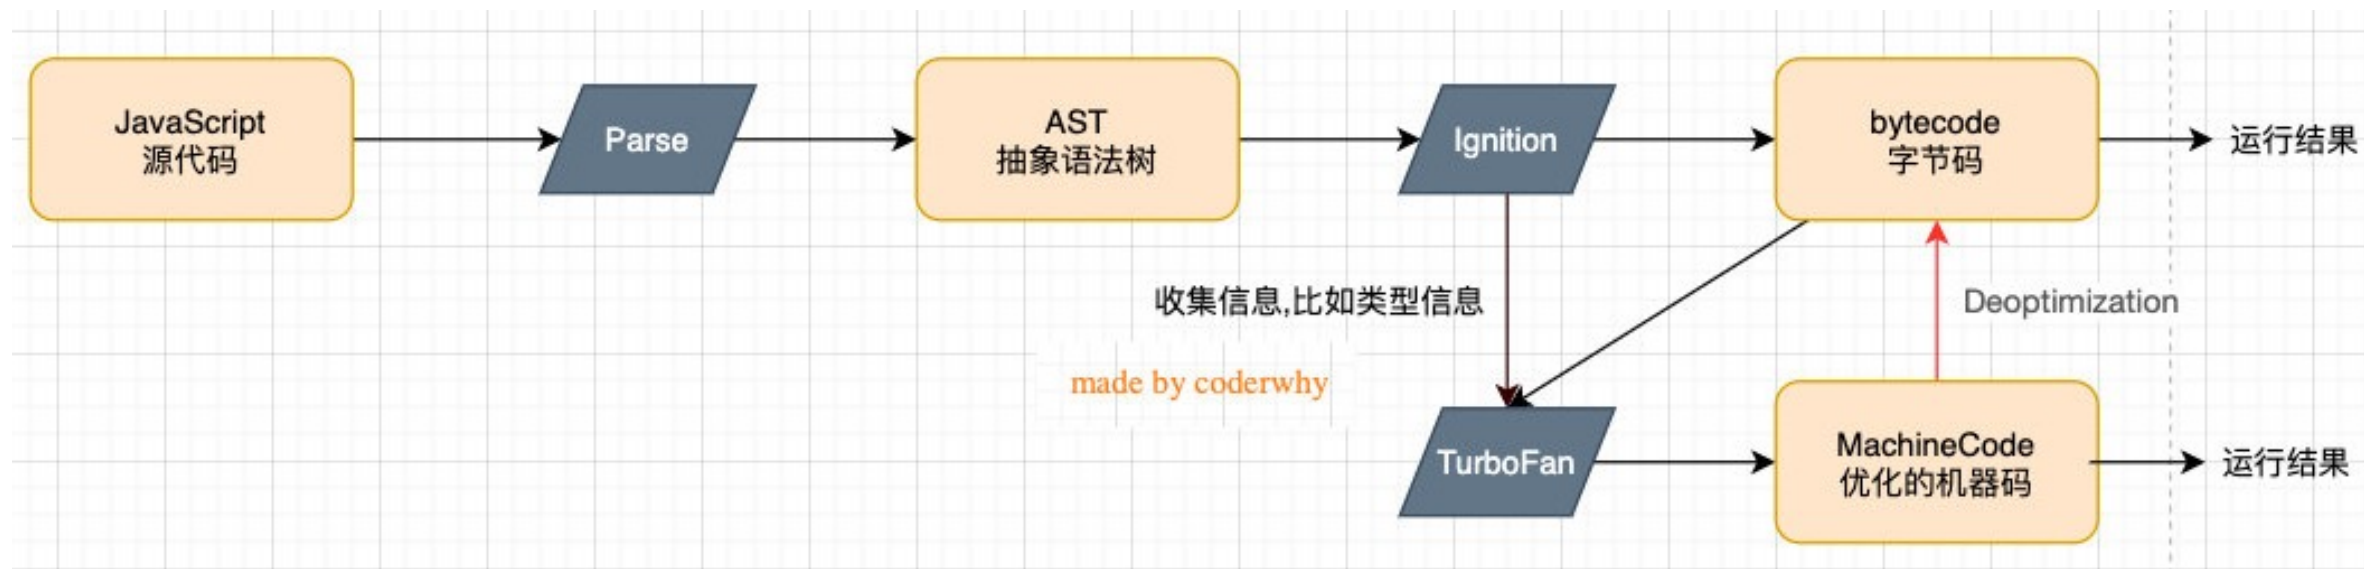 JavaScript
源代码
Parse
AST
抽象语法树
Ignition
bytecode
字节码
运行结果
收集信息,比如类型信息
Deoptimization
made by coderwhy
TurboFan
MachineCode
优化的机器码
运行结果